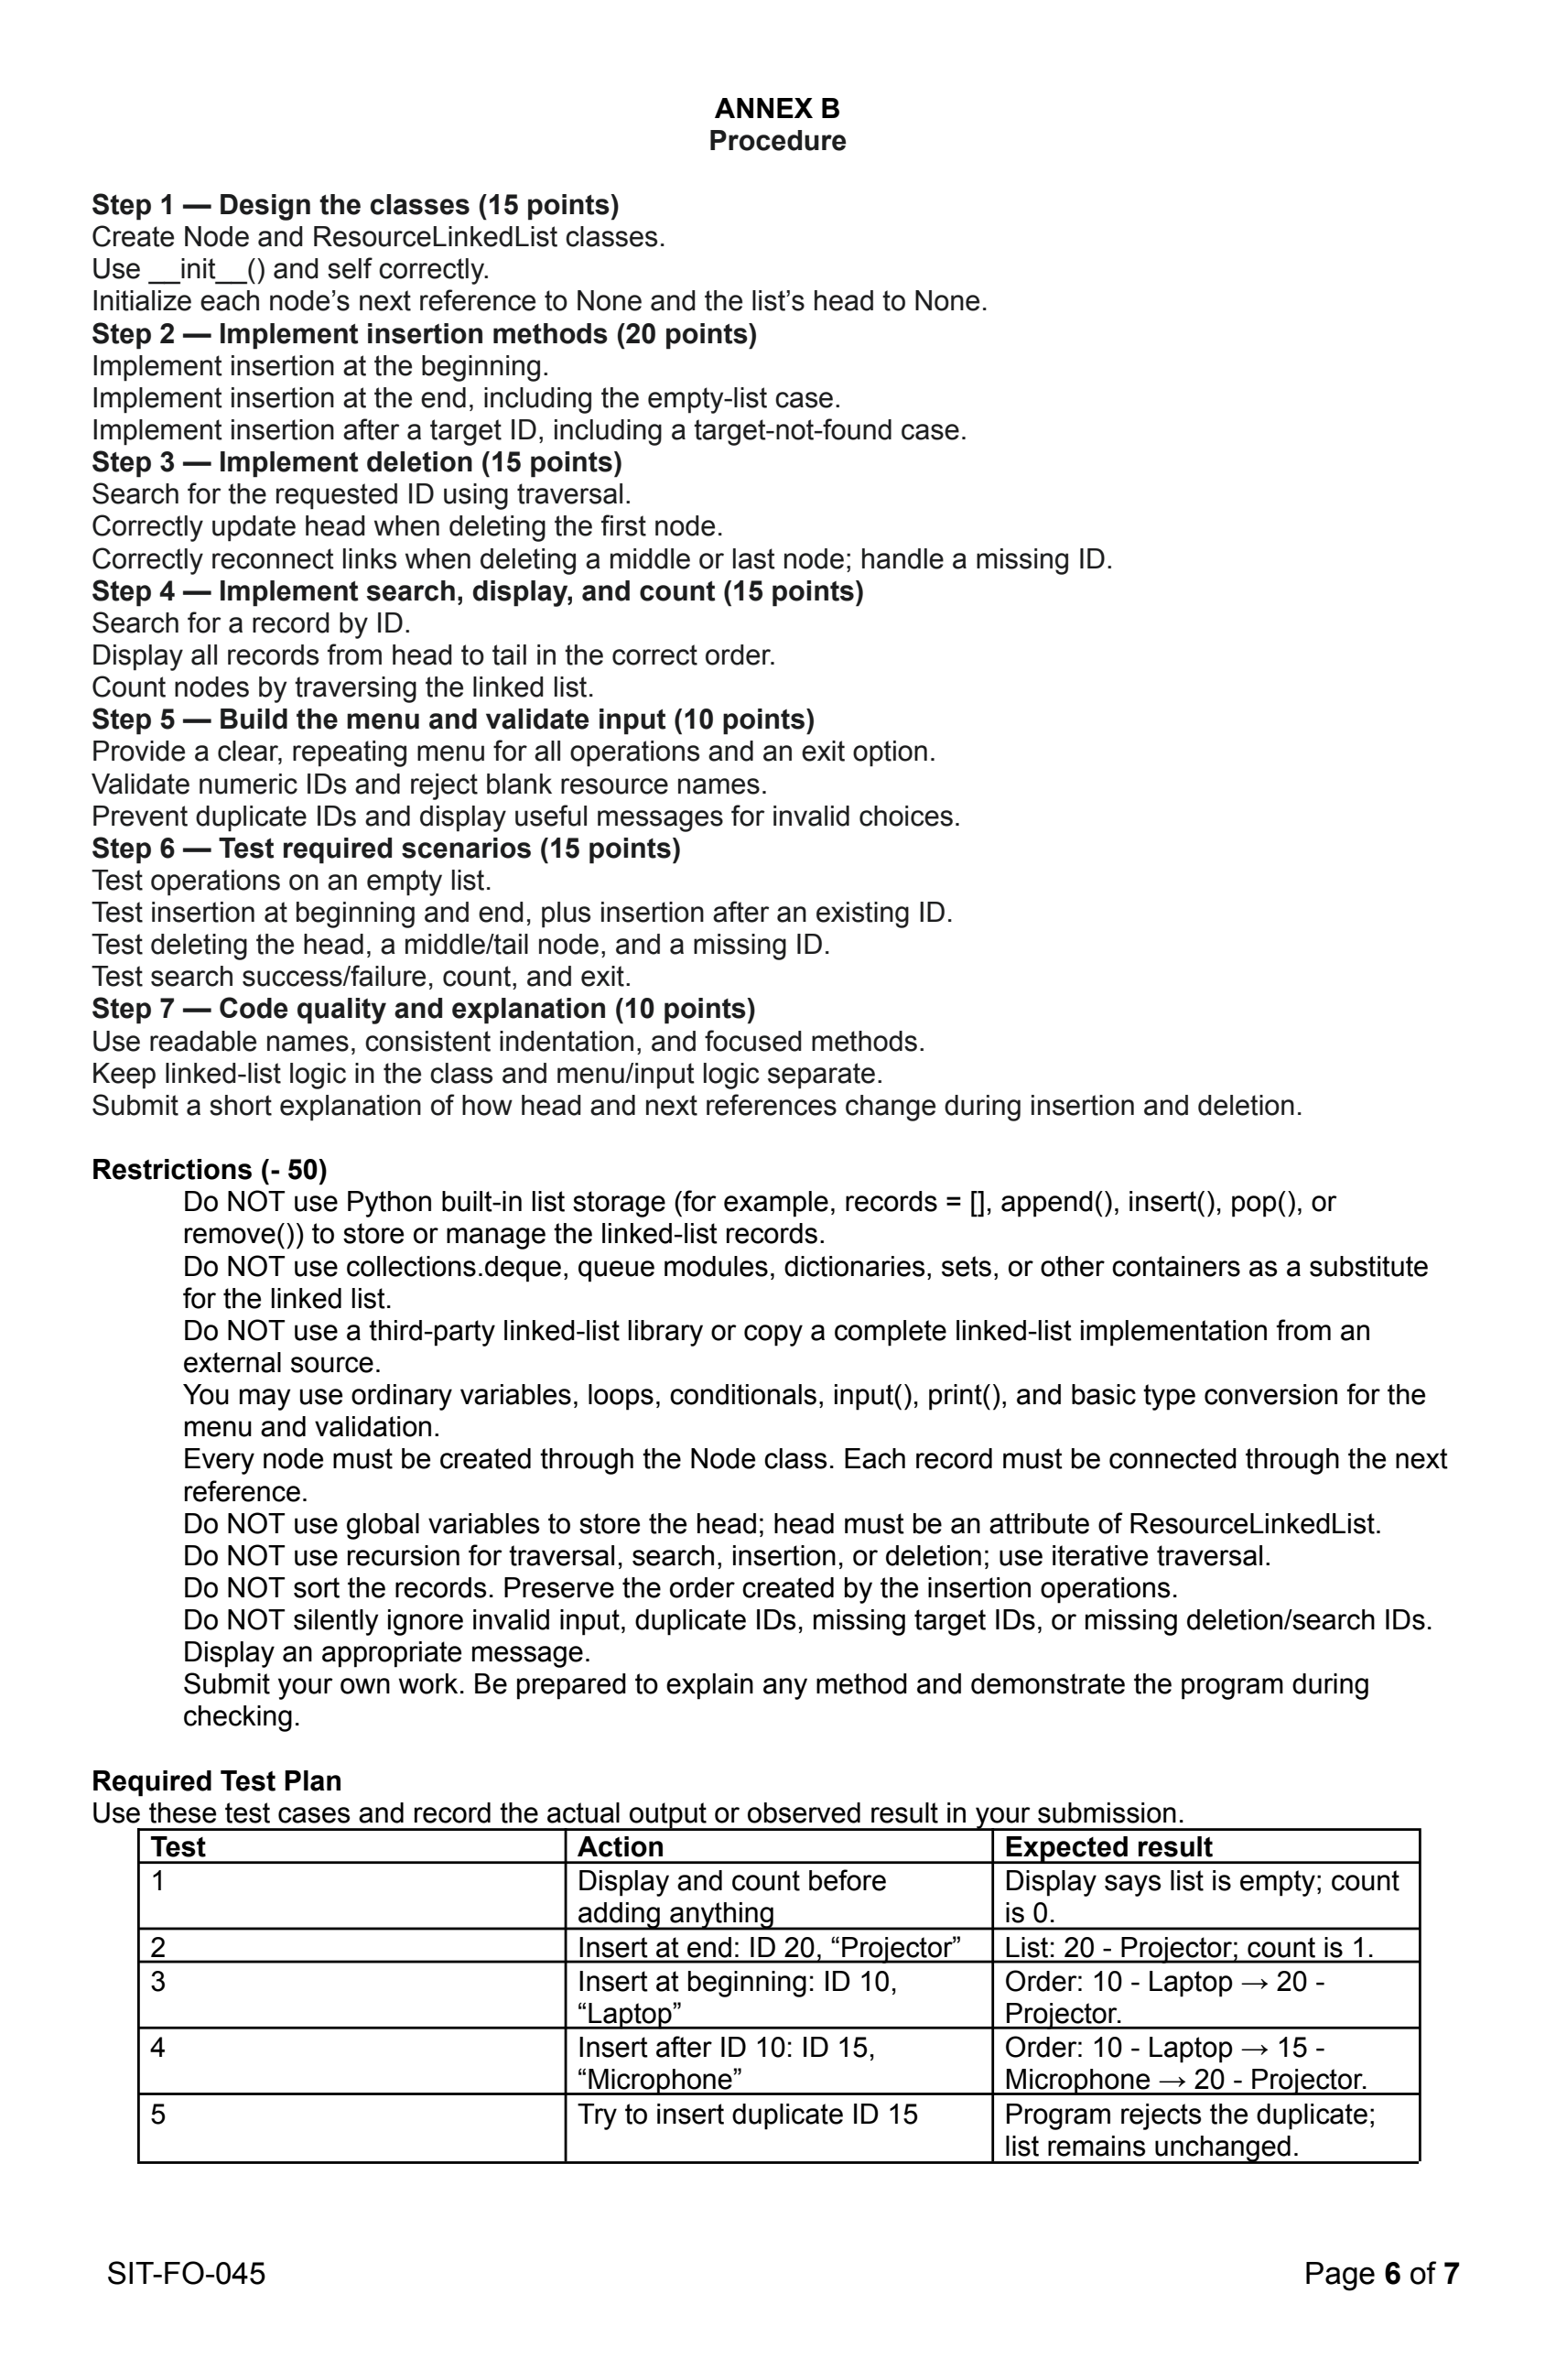 ANNEX B
Procedure
Step 1 — Design the classes (15 points)
Create Node and ResourceLinkedList classes.
Use __init__() and self correctly.
Initialize each node's next reference to None and the list's head to None.
Step 2 — Implement insertion methods (20 points)
Implement insertion at the beginning.
Implement insertion at the end, including the empty-list case.
Implement insertion after a target ID, including a target-not-found case.
Step 3 — Implement deletion (15 points)
Search for the requested ID using traversal.
Correctly update head when deleting the first node.
Correctly reconnect links when deleting a middle or last node; handle a missing ID.
Step 4 — Implement search, display, and count (15 points)
Search for a record by ID.
Display all records from head to tail in the correct order.
Count nodes by traversing the linked list.
Step 5 — Build the menu and validate input (10 points)
Provide a clear, repeating menu for all operations and an exit option.
Validate numeric IDs and reject blank resource names.
Prevent duplicate IDs and display useful messages for invalid choices.
Step 6 — Test required scenarios (15 points)
Test operations on an empty list.
Test insertion at beginning and end, plus insertion after an existing ID.
Test deleting the head, a middle/tail node, and a missing ID.
Test search success/failure, count, and exit.
Step 7 — Code quality and explanation (10 points)
Use readable names, consistent indentation, and focused methods.
Keep linked-list logic in the class and menu/input logic separate.
Submit a short explanation of how head and next references change during insertion and deletion.
Restrictions (- 50)
Do NOT use Python built-in list storage (for example, records = [], append(), insert(), pop(), or
remove()) to store or manage the linked-list records.
Do NOT use collections.deque, queue modules, dictionaries, sets, or other containers as a substitute
for the linked list.
Do NOT use a third-party linked-list library or copy a complete linked-list implementation from an
external source.
You may use ordinary variables, loops, conditionals, input(), print(), and basic type conversion for the
menu and validation.
Every node must be created through the Node class. Each record must be connected through the next
reference.
Do NOT use global variables to store the head; head must be an attribute of ResourceLinkedList.
Do NOT use recursion for traversal, search, insertion, or deletion; use iterative traversal.
Do NOT sort the records. Preserve the order created by the insertion operations.
Do NOT silently ignore invalid input, duplicate IDs, missing target IDs, or missing deletion/search IDs.
Display an appropriate message.
Submit your own work. Be prepared to explain any method and demonstrate the program during
checking.
Required Test Plan
Use these test cases and record the actual output or observed result in your submission.
Test Action Expected result
1 Display and count before Display says list is empty; count
adding anything is 0.
2 Insert at end: ID 20, “Projector” List: 20 - Projector; count is 1.
3 Insert at beginning: ID 10, Order: 10 - Laptop → 20 -
“Laptop” Projector.
4 Insert after ID 10: ID 15, Order: 10 - Laptop → 15 -
“Microphone” Microphone → 20 - Projector.
5 Try to insert duplicate ID 15 Program rejects the duplicate;
list remains unchanged.
SIT-FO-045 Page 6 of 7